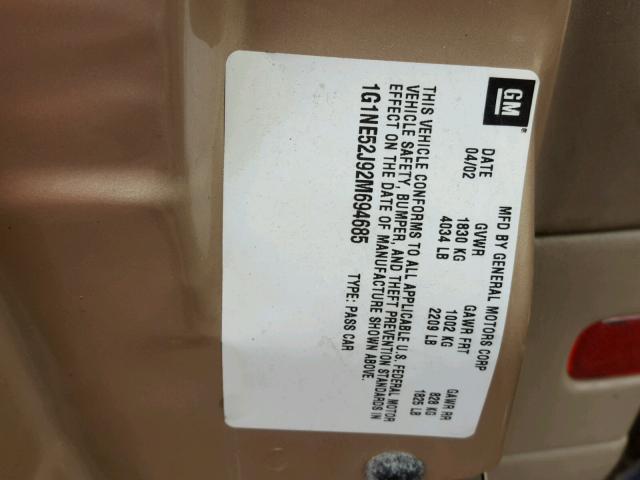 GM
MFD BY GENERAL MOTORS CORP
DATE GVWR GAWR FRT GAWR RR
04/02 1830 KG 1002 KG 828 KG
4034 LB 2209 LB 1825 LB
THIS VEHICLE CONFORMS TO ALL APPLICABLE U.S. FEDERAL MOTOR
VEHICLE SAFETY, BUMPER, AND THEFT PREVENTION STANDARDS IN
EFFECT ON THE DATE OF MANUFACTURE SHOWN ABOVE.
1G1NE52J92M694685 TYPE: PASS CAR